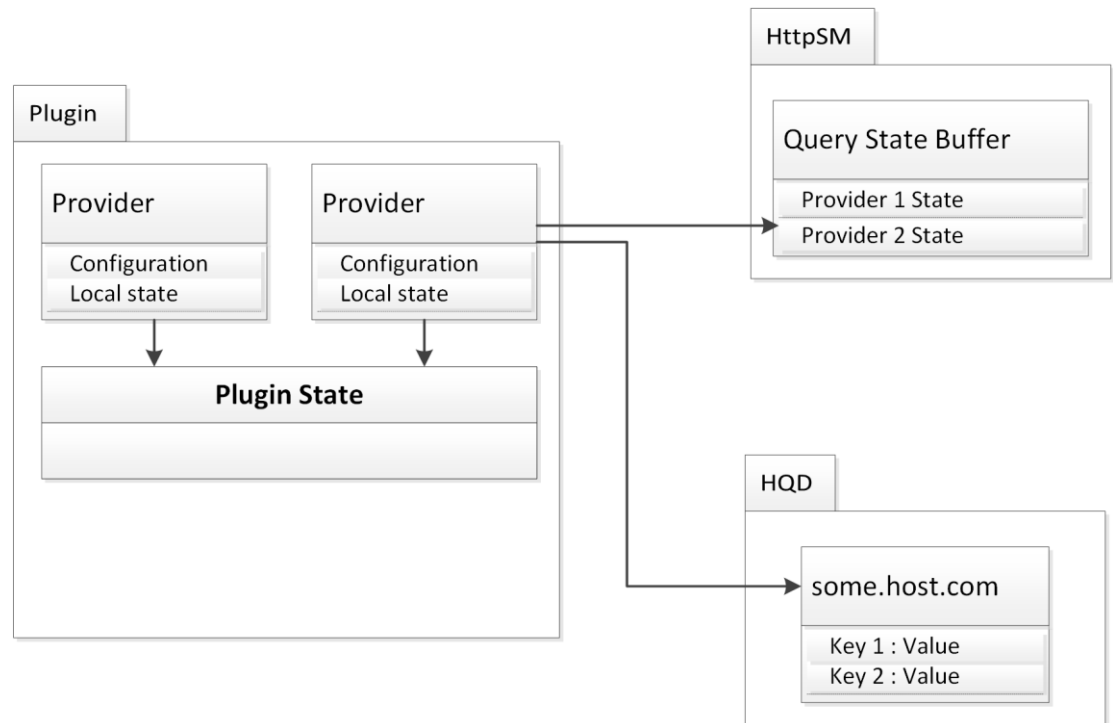 Plugin
Provider
Configuration
Local state
Provider
Configuration
Local state
Plugin State
HttpSM
Query State Buffer
Provider 1 State
Provider 2 State
HQD
some.host.com
Key 1 : Value
Key 2 : Value